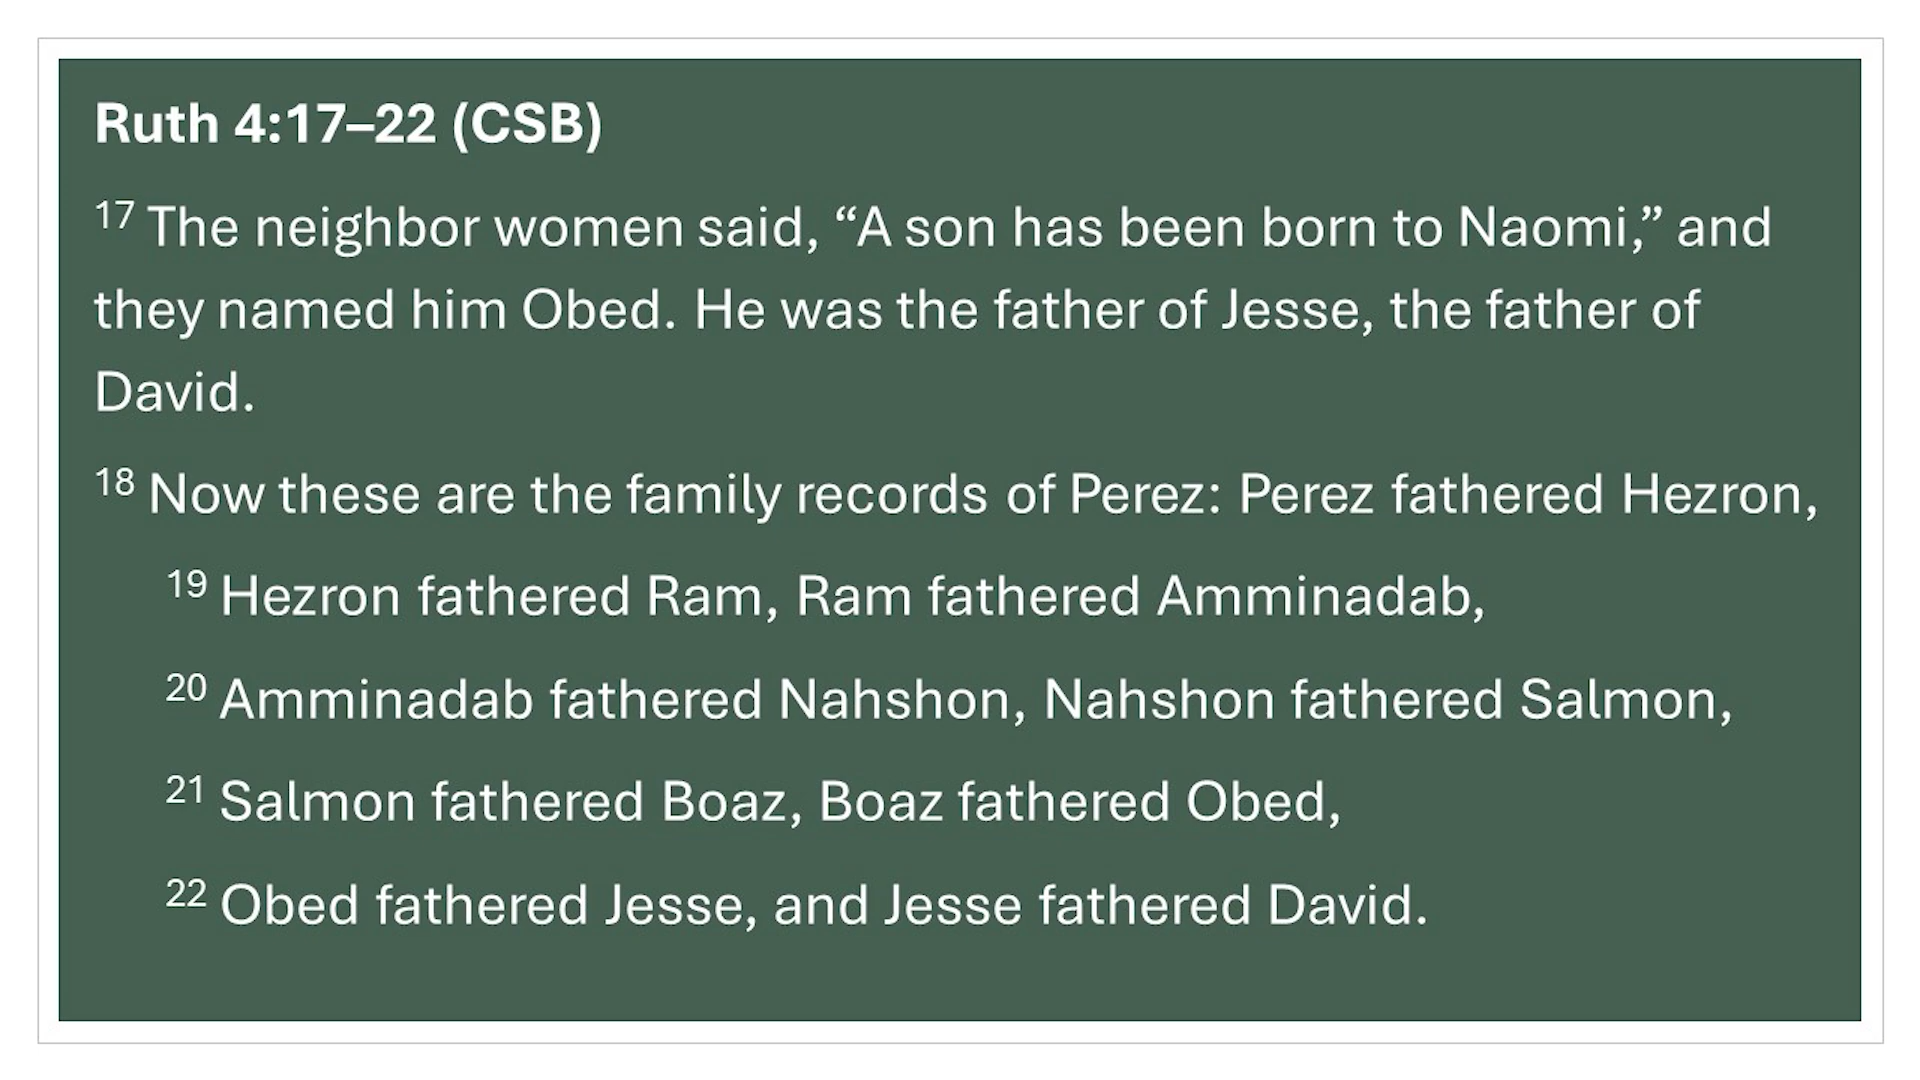 Ruth 4:17–22 (CSB)
17 The neighbor women said, “A son has been born to Naomi,” and
they named him Obed. He was the father of Jesse, the father of
David.
18 Now these are the family records of Perez: Perez fathered Hezron,
19 Hezron fathered Ram, Ram fathered Amminadab,
20 Amminadab fathered Nahshon, Nahshon fathered Salmon,
21 Salmon fathered Boaz, Boaz fathered Obed,
22 Obed fathered Jesse, and Jesse fathered David.